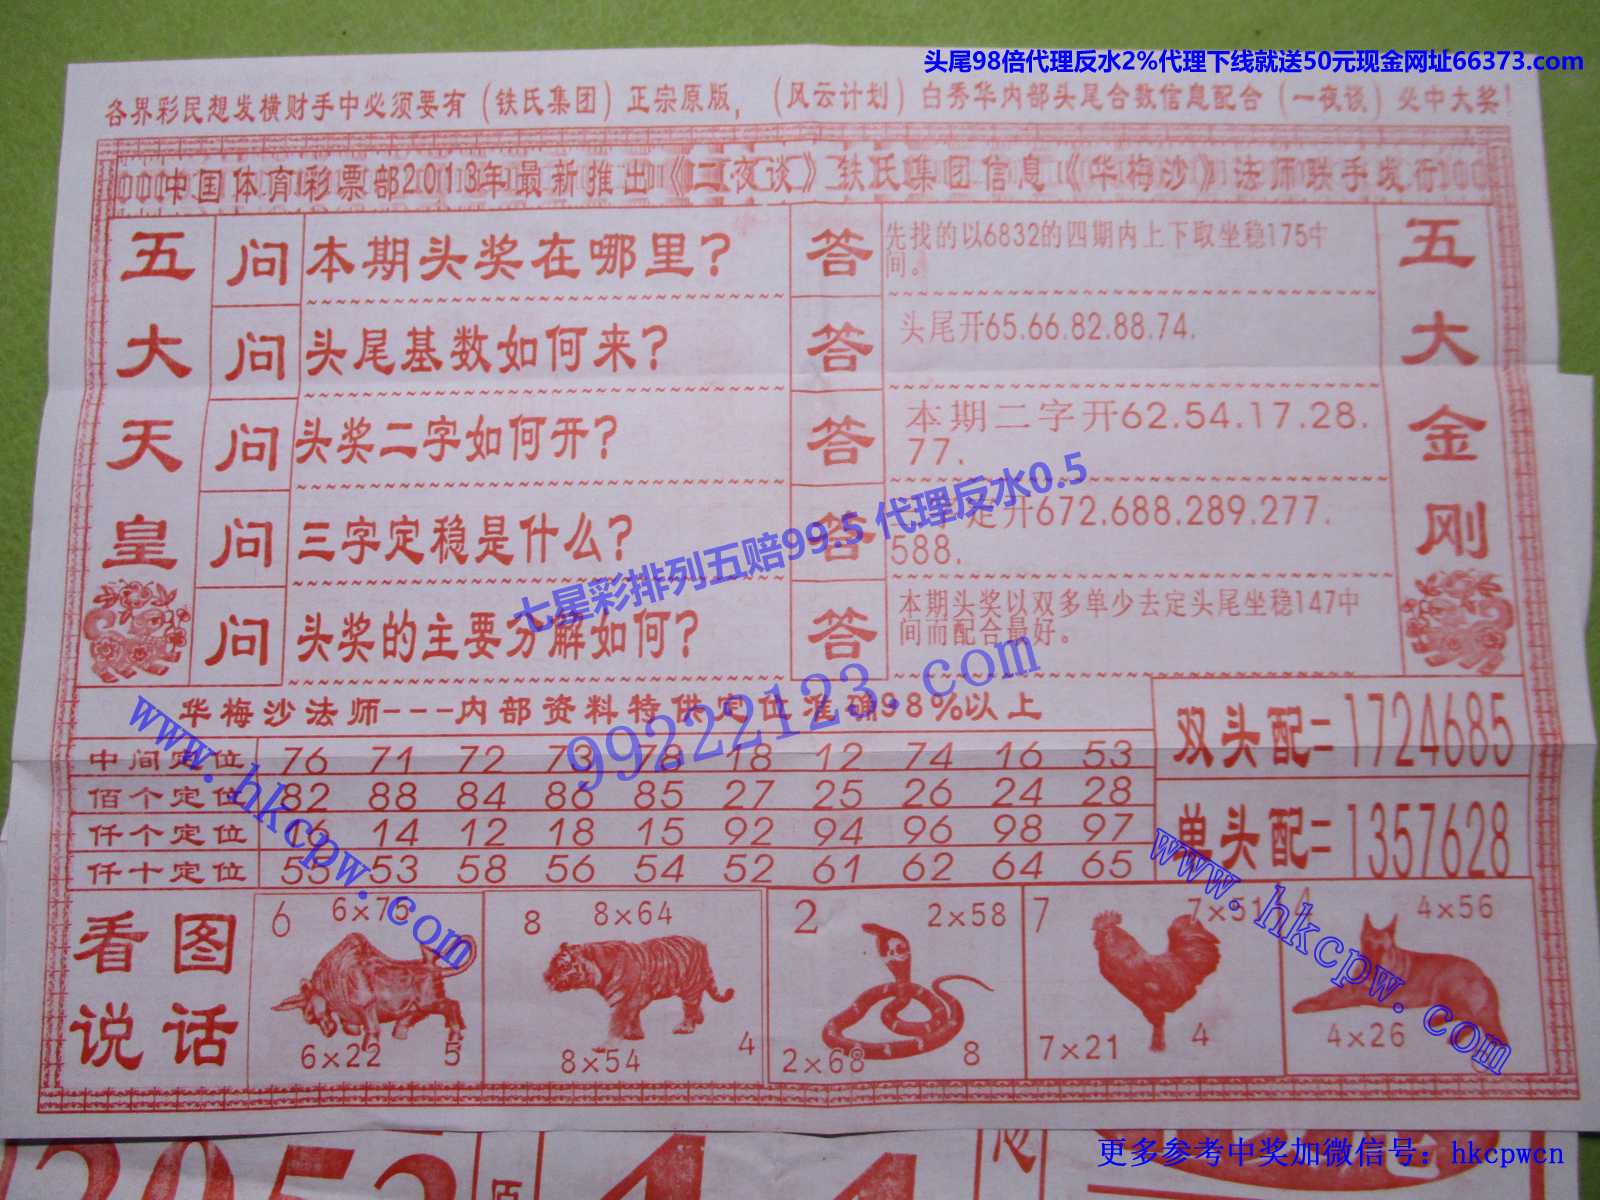 头尾98倍代理反水2%代理下线就送50元现金网址66373.com
各界彩民想发横财手中必须要有（铁氏集团）正宗原版，（风云计划）白秀华内部头尾合数信息配合（一夜谈）必中大奖！
中国体育彩票部2013年最新推出《二夜谈》铁氏集团信息《华梅沙》法师联手发行
五大天皇
问 本期头奖在哪里？ 答 先找的以6832的四期内上下取坐稳175中
间。
问 头尾基数如何来？ 答 头尾开65.66.82.88.74.
问 头奖二字如何开？ 答 本期二字开62.54.17.28.
77.
问 三字定稳是什么？ 答 定开672.688.289.277.
588.
问 头奖的主要分解如何？ 答 本期头奖以双多单少去定头尾坐稳147中
间而配合最好。
五大金刚
七星彩排列五赔99.5 代理反水0.5
99222123.com
华梅沙法师---内部资料特供定位准确98%以上
中间定位 76 71 72 73 78 18 12 74 16 53
佰个定位 82 88 84 86 85 27 25 26 24 28
仟个定位 16 14 12 18 15 92 94 96 98 97
仟十定位 53 58 56 54 52 61 62 64 65
双头配二 1724685
单头配二 1357628
www.hkcpw.com
www.hkcpw.com
看图
说话
6 6×75
6×22 5
8 8×64
8×54 4
2 2×58
2×68 8
7 7×51
7×21 4
4 4×56
4×26
更多参考中奖加微信号：hkcpwcn